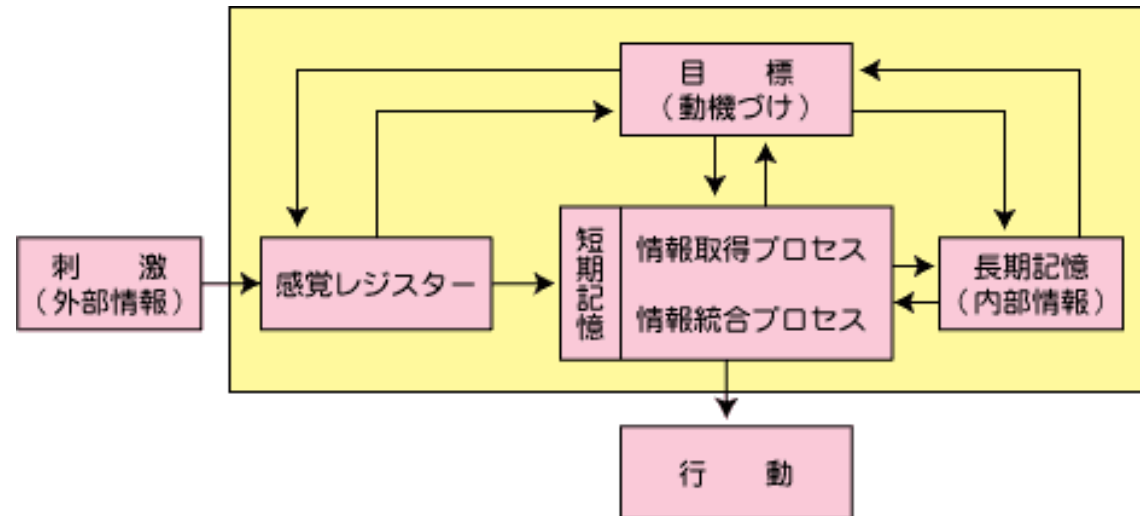 目　　標
（動機づけ）
刺　　激
（外部情報）
感覚レジスター
短期記憶
情報取得プロセス
情報統合プロセス
長期記憶
（内部情報）
行　　動